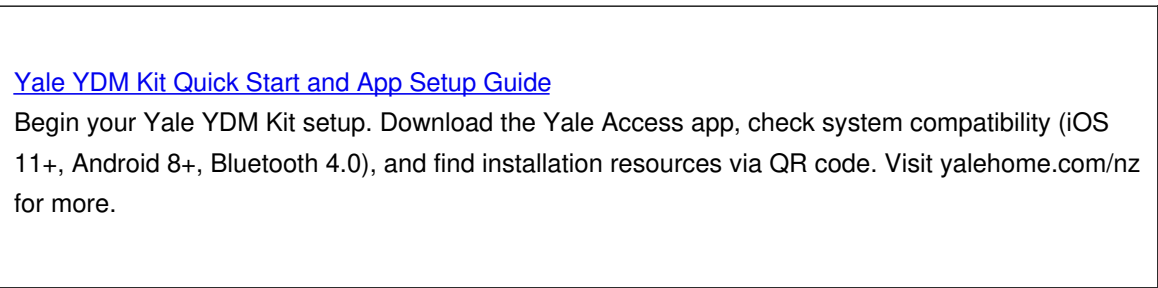 Yale YDM Kit Quick Start and App Setup Guide
Begin your Yale YDM Kit setup. Download the Yale Access app, check system compatibility (iOS
11+, Android 8+, Bluetooth 4.0), and find installation resources via QR code. Visit yalehome.com/nz
for more.